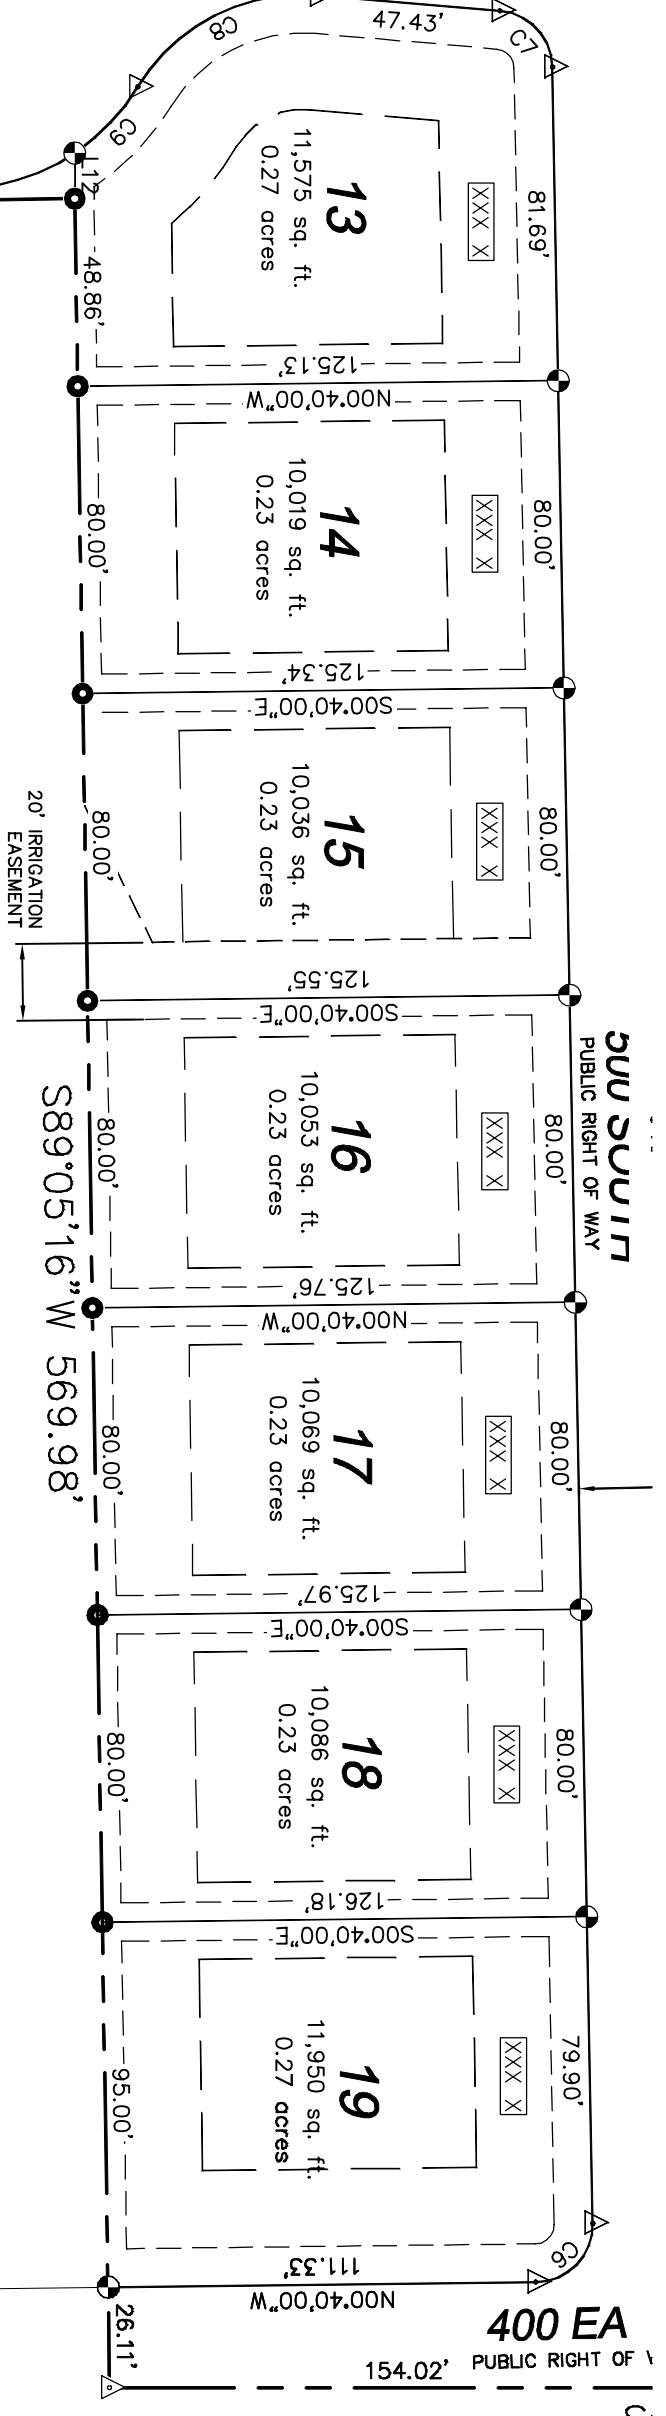 47.43'
C8
C7
C9
L12
13
11,575 sq. ft.
0.27 acres
XXX X
81.69'
48.86'
125.13'
N00°40'00"W
14
10,019 sq. ft.
0.23 acres
XXX X
80.00'
80.00'
125.34'
S00°40'00"E
15
10,036 sq. ft.
0.23 acres
XXX X
80.00'
80.00'
20' IRRIGATION
EASEMENT
125.55'
S00°40'00"E
500 SOUTH
PUBLIC RIGHT OF WAY
16
10,053 sq. ft.
0.23 acres
XXX X
80.00'
80.00'
S89°05'16"W 569.98'
125.76'
N00°40'00"W
17
10,069 sq. ft.
0.23 acres
XXX X
80.00'
80.00'
125.97'
S00°40'00"E
18
10,086 sq. ft.
0.23 acres
XXX X
80.00'
80.00'
126.18'
S00°40'00"E
19
11,950 sq. ft.
0.27 acres
XXX X
79.90'
95.00'
C6
111.33'
N00°40'00"W
26.11'
400 EA
PUBLIC RIGHT OF
154.02'